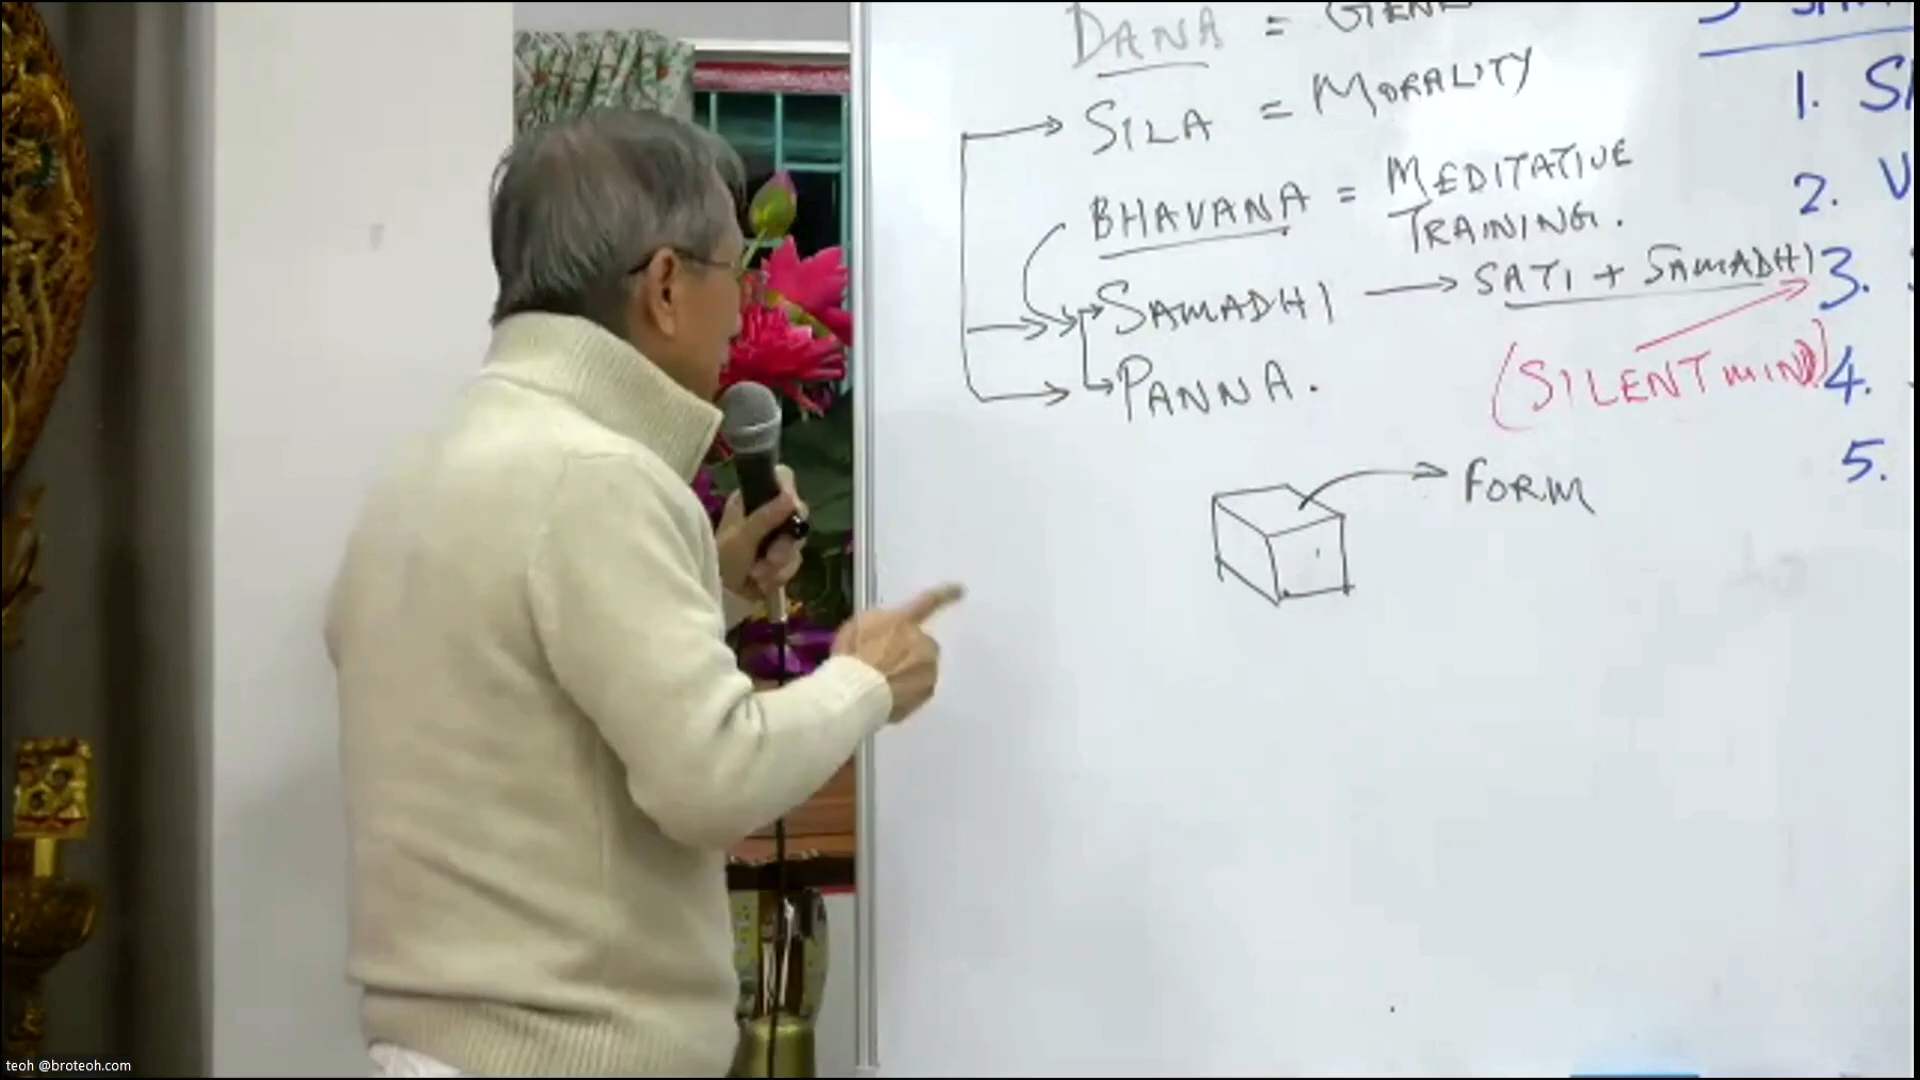 DANA =
SILA = MORALITY
BHAVANA = MEDITATIVE
TRAINING.
SAMADHI → SATI + SAMADHI
(SILENT MIND)
PANNA.
FORM
1.
2.
3.
4.
5.
teoh @broteoh.com